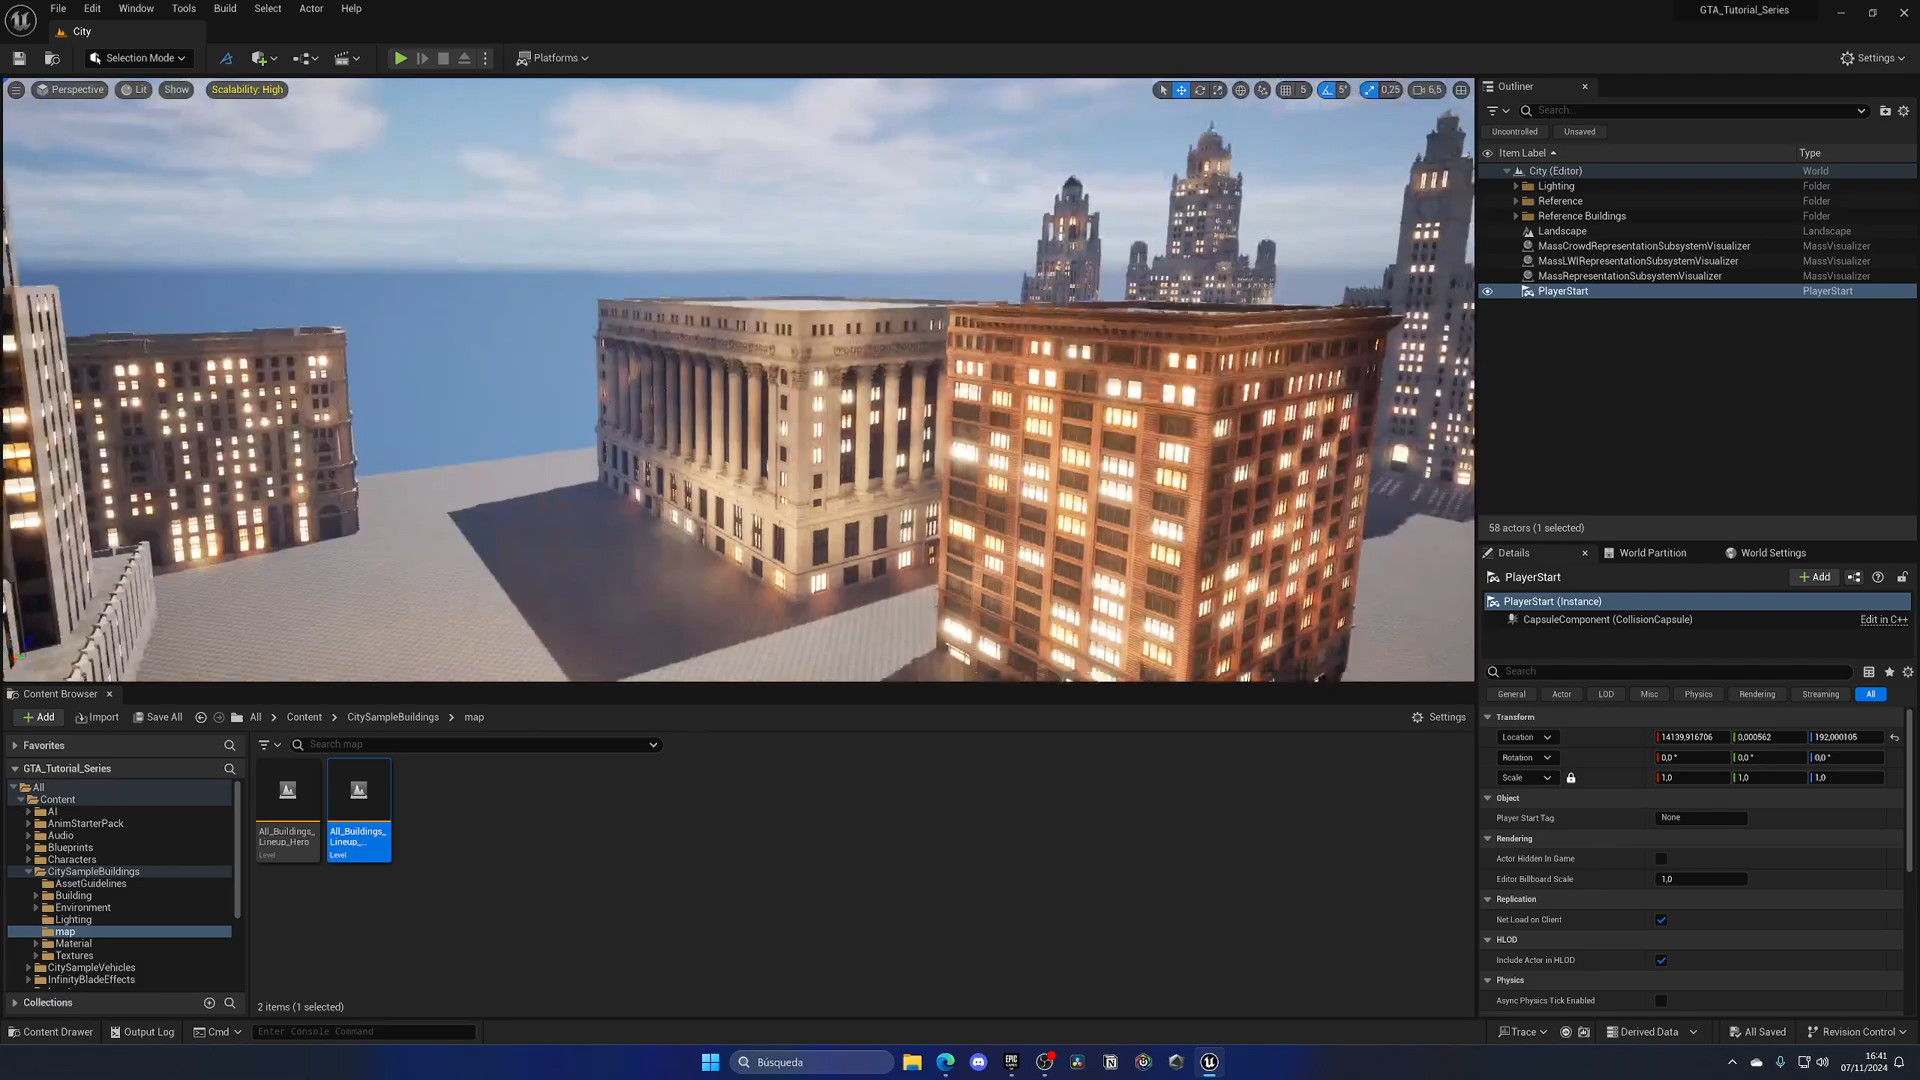 File Edit Window Tools Build Select Actor Help
GTA_Tutorial_Series
City
Selection Mode
Platforms
Settings
Perspective Lit Show Scalability: High
5 5° 0,25 6,5
Outliner
Search...
Uncontrolled Unsaved
Item Label Type
City (Editor) World
Lighting Folder
Reference Folder
Reference Buildings Folder
Landscape Landscape
MassCrowdRepresentationSubsystemVisualizer MassVisualizer
MassLWIRepresentationSubsystemVisualizer MassVisualizer
MassRepresentationSubsystemVisualizer MassVisualizer
PlayerStart PlayerStart
58 actors (1 selected)
Details World Partition World Settings
PlayerStart
Add
PlayerStart (Instance)
CapsuleComponent (CollisionCapsule) Edit in C++
Search
General Actor LOD Misc Physics Rendering Streaming All
Transform
Location 14139,916706 0,000562 192,000105
Rotation 0,0 ° 0,0 ° 0,0 °
Scale 1,0 1,0 1,0
Object
Player Start Tag None
Rendering
Actor Hidden In Game
Editor Billboard Scale 1,0
Replication
Net Load on Client
HLOD
Include Actor in HLOD
Physics
Async Physics Tick Enabled
Content Browser
Add Import Save All All Content CitySampleBuildings map Settings
Favorites
Search map
GTA_Tutorial_Series
All
Content
AI
AnimStarterPack
Audio
Blueprints
Characters
CitySampleBuildings
AssetGuidelines
Building
Environment
Lighting
map
Material
Textures
CitySampleVehicles
InfinityBladeEffects
Collections
All_Buildings_
Lineup_Hero
Level
All_Buildings_
Lineup_...
Level
2 items (1 selected)
Content Drawer Output Log Cmd Enter Console Command
Trace Derived Data All Saved Revision Control
Búsqueda
EPIC
GAMES
16:41
07/11/2024